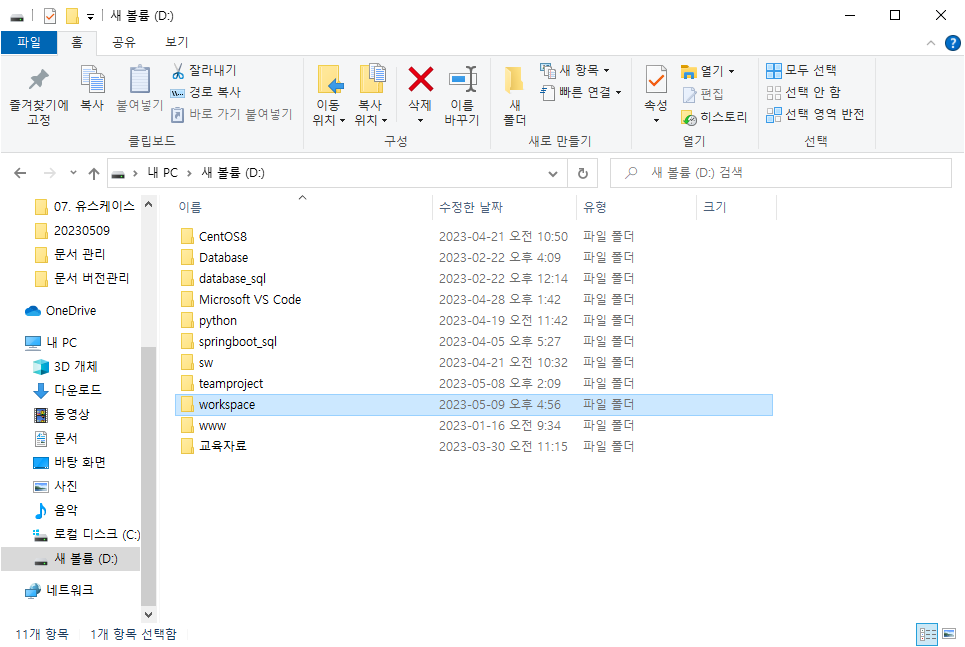 새 볼륨 (D:)
파일 홈 공유 보기
즐겨찾기에 고정
복사
붙여넣기
잘라내기
경로 복사
바로 가기 붙여넣기
클립보드
이동 위치
복사 위치
삭제
이름 바꾸기
구성
새 폴더
새 항목
빠른 연결
새로 만들기
속성
열기
편집
히스토리
열기
모두 선택
선택 안 함
선택 영역 반전
선택
내 PC 새 볼륨 (D:)
새 볼륨 (D:) 검색
07. 유스케이스
20230509
문서 관리
문서 버전관리
OneDrive
내 PC
3D 개체
다운로드
동영상
문서
바탕 화면
사진
음악
로컬 디스크 (C:)
새 볼륨 (D:)
네트워크
이름 수정한 날짜 유형 크기
CentOS8 2023-04-21 오전 10:50 파일 폴더
Database 2023-02-22 오후 4:09 파일 폴더
database_sql 2023-02-22 오후 12:14 파일 폴더
Microsoft VS Code 2023-04-28 오후 1:42 파일 폴더
python 2023-04-19 오전 11:42 파일 폴더
springboot_sql 2023-04-05 오후 5:27 파일 폴더
sw 2023-04-21 오전 10:32 파일 폴더
teamproject 2023-05-08 오후 2:09 파일 폴더
workspace 2023-05-09 오후 4:56 파일 폴더
www 2023-01-16 오전 9:34 파일 폴더
교육자료 2023-03-30 오전 11:15 파일 폴더
11개 항목 1개 항목 선택함